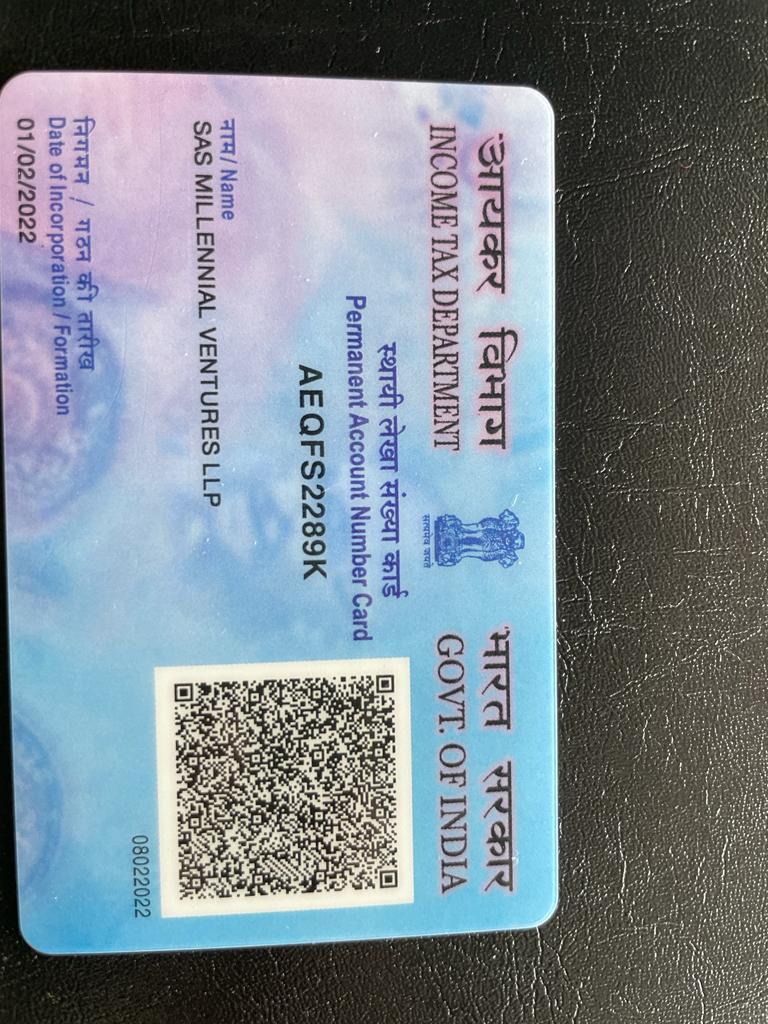 आयकर विभाग
INCOME TAX DEPARTMENT
सत्यमेव जयते
भारत सरकार
GOVT. OF INDIA
स्थायी लेखा संख्या कार्ड
Permanent Account Number Card
AEQFS2289K
नाम/ Name
SAS MILLENNIAL VENTURES LLP
निगमन / गठन की तारीख
Date of Incorporation / Formation
01/02/2022
08022022